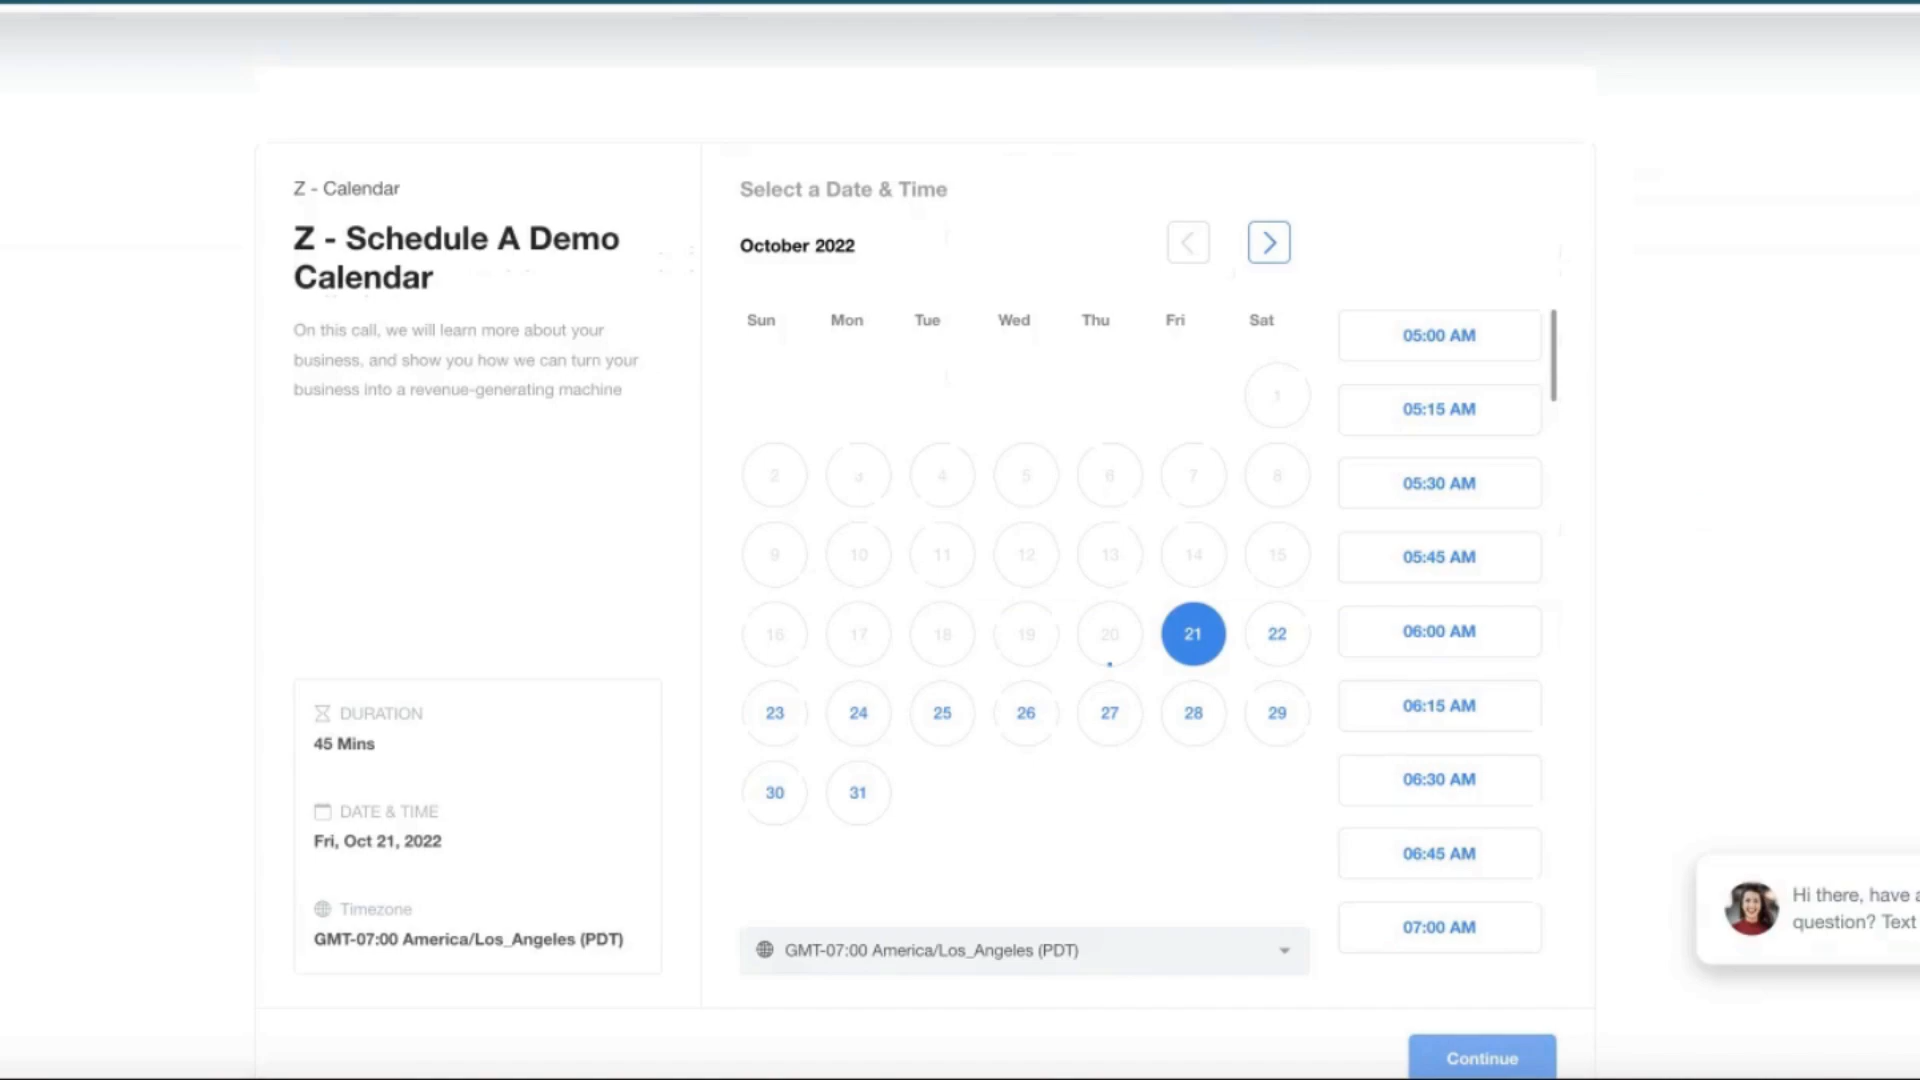 Z - Calendar
Z - Schedule A Demo
Calendar
On this call, we will learn more about your
business, and show you how we can turn your
business into a revenue-generating machine
DURATION
45 Mins
DATE & TIME
Fri, Oct 21, 2022
Timezone
GMT-07:00 America/Los_Angeles (PDT)
Select a Date & Time
October 2022
Sun Mon Tue Wed Thu Fri Sat
1
2 3 4 5 6 7 8
9 10 11 12 13 14 15
16 17 18 19 20 21 22
23 24 25 26 27 28 29
30 31
GMT-07:00 America/Los_Angeles (PDT)
05:00 AM
05:15 AM
05:30 AM
05:45 AM
06:00 AM
06:15 AM
06:30 AM
06:45 AM
07:00 AM
Continue
Hi there, have a
question? Text